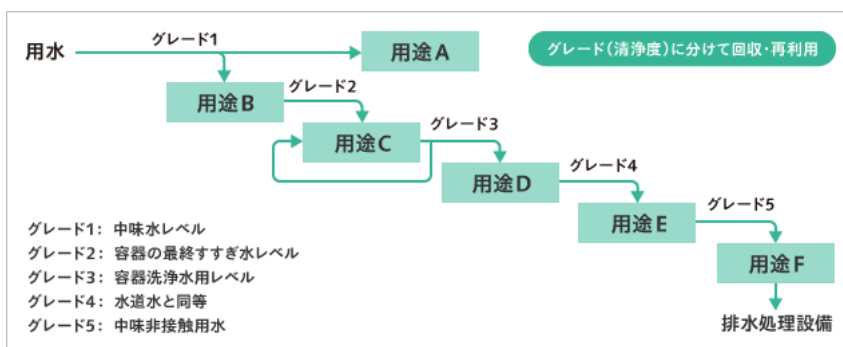 グレード(清浄度)に分けて回収・再利用
用水
グレード1
用途A
用途B
グレード2
用途C
グレード3
用途D
グレード4
用途E
グレード5
用途F
排水処理設備
グレード1: 中味水レベル
グレード2: 容器の最終すすぎ水レベル
グレード3: 容器洗浄水用レベル
グレード4: 水道水と同等
グレード5: 中味非接触用水